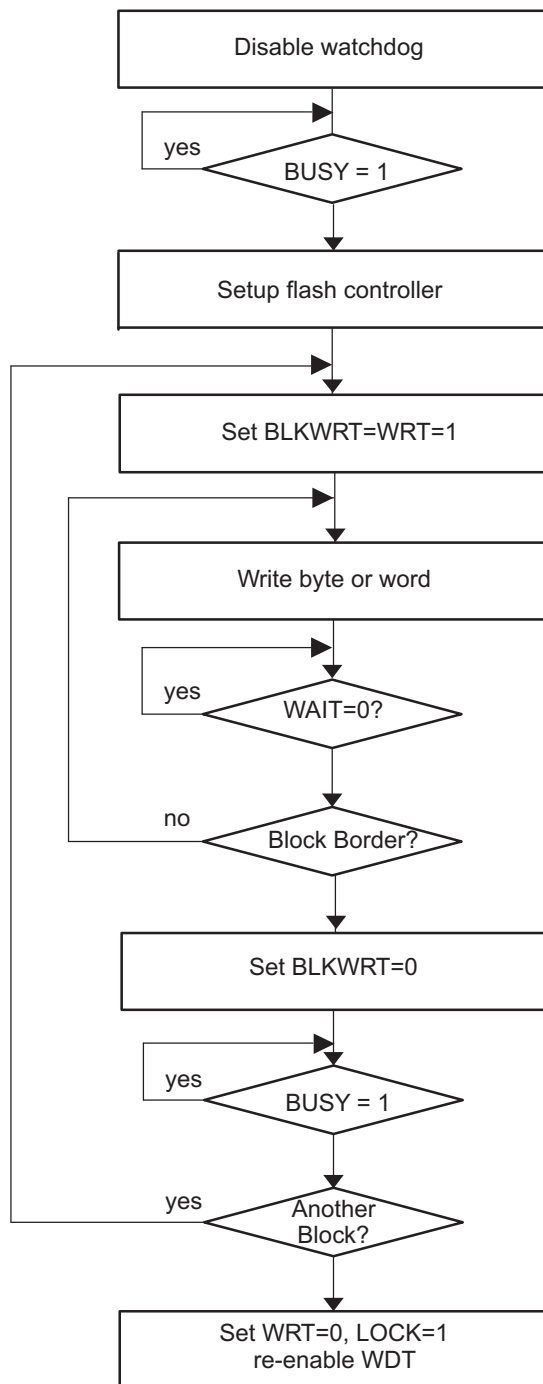 Disable watchdog
yes
BUSY = 1
Setup flash controller
Set BLKWRT=WRT=1
Write byte or word
yes
WAIT=0?
no
Block Border?
Set BLKWRT=0
yes
BUSY = 1
yes
Another
Block?
Set WRT=0, LOCK=1
re-enable WDT